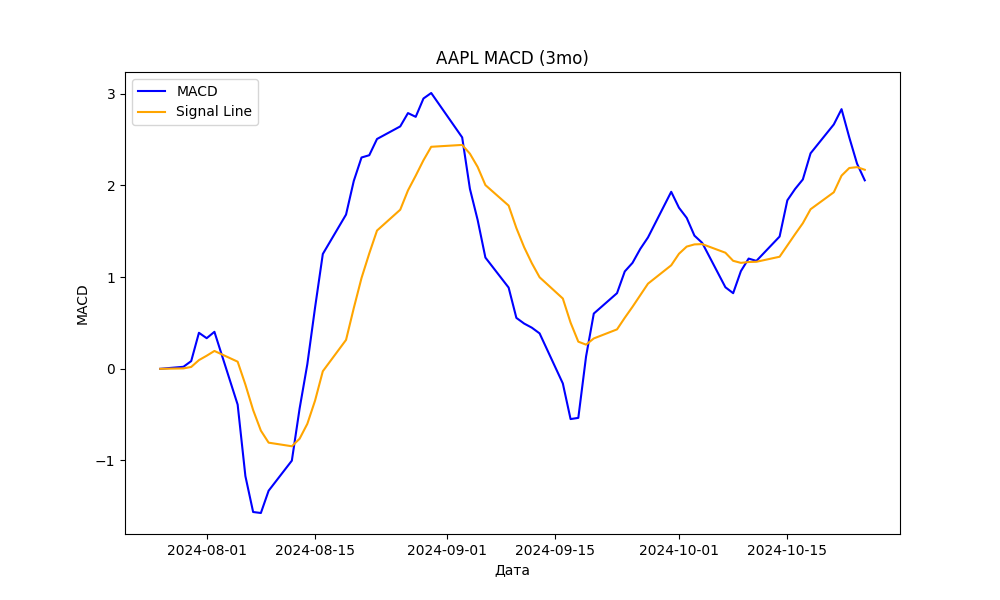 AAPL MACD (3mo)
MACD
Signal Line
3
2
1
0
−1
MACD
2024-08-01
2024-08-15
2024-09-01
2024-09-15
2024-10-01
2024-10-15
Дата